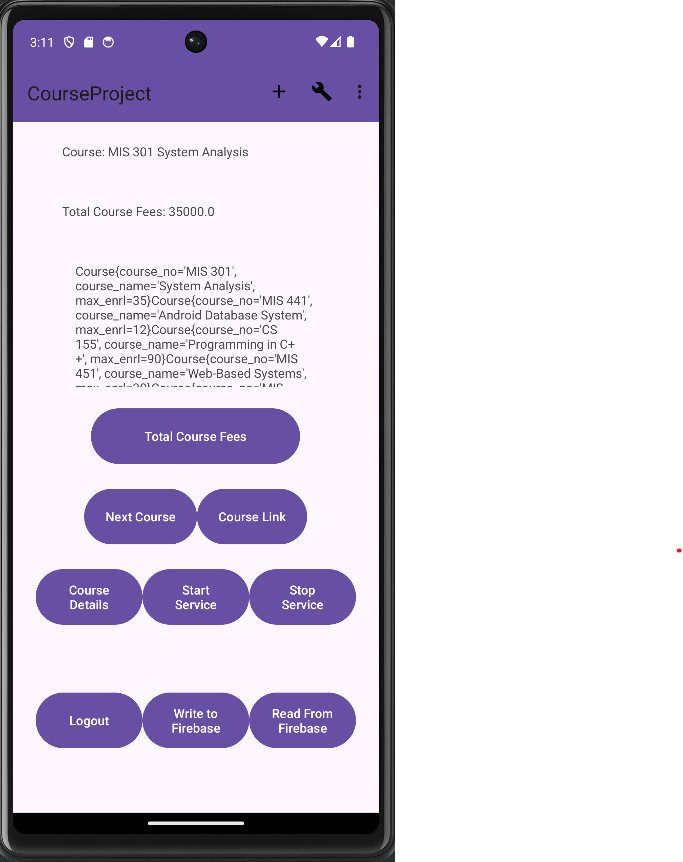 3:11
CourseProject
Course: MIS 301 System Analysis
Total Course Fees: 35000.0
Course{course_no='MIS 301',
course_name='System Analysis',
max_enrl=35}Course{course_no='MIS 441',
course_name='Android Database System',
max_enrl=12}Course{course_no='CS
155', course_name='Programming in C+
+', max_enrl=90}Course{course_no='MIS
451', course_name='Web-Based Systems',
Total Course Fees
Next Course
Course Link
Course
Details
Start
Service
Stop
Service
Logout
Write to
Firebase
Read From
Firebase